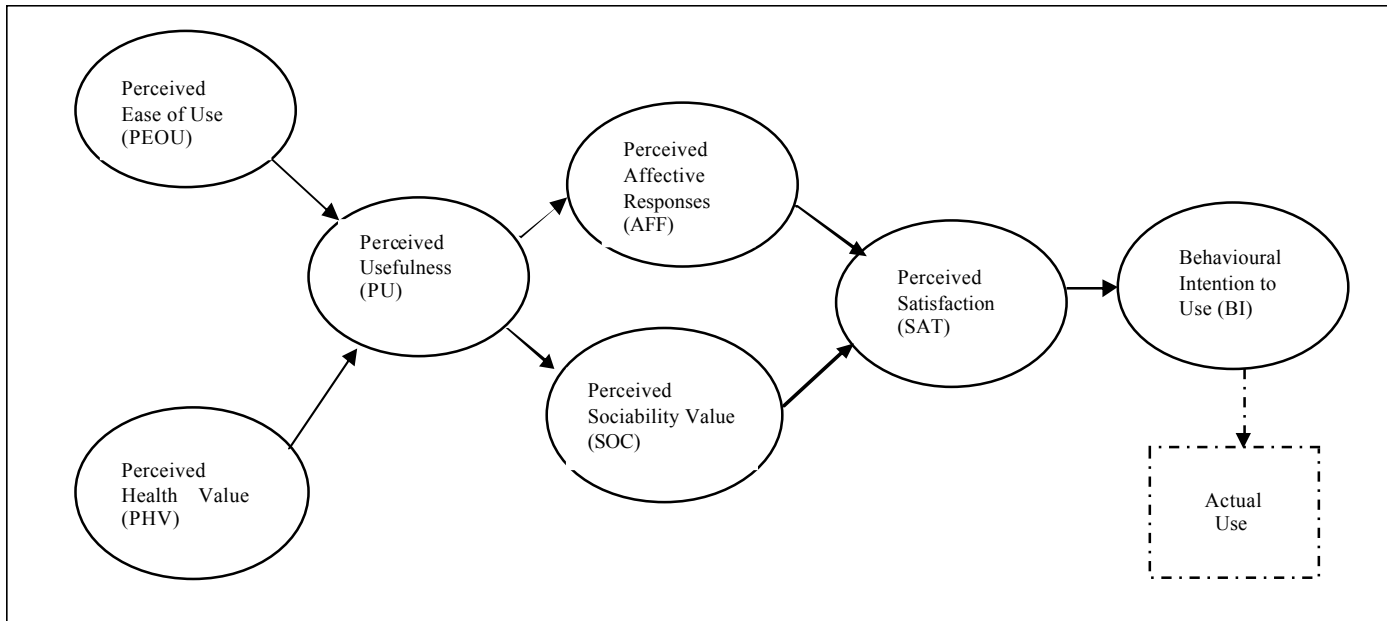 Perceived
Ease of Use
(PEOU)
Perceived
Health Value
(PHV)
Perceived
Usefulness
(PU)
Perceived
Affective
Responses
(AFF)
Perceived
Sociability Value
(SOC)
Perceived
Satisfaction
(SAT)
Behavioural
Intention to
Use (BI)
Actual
Use